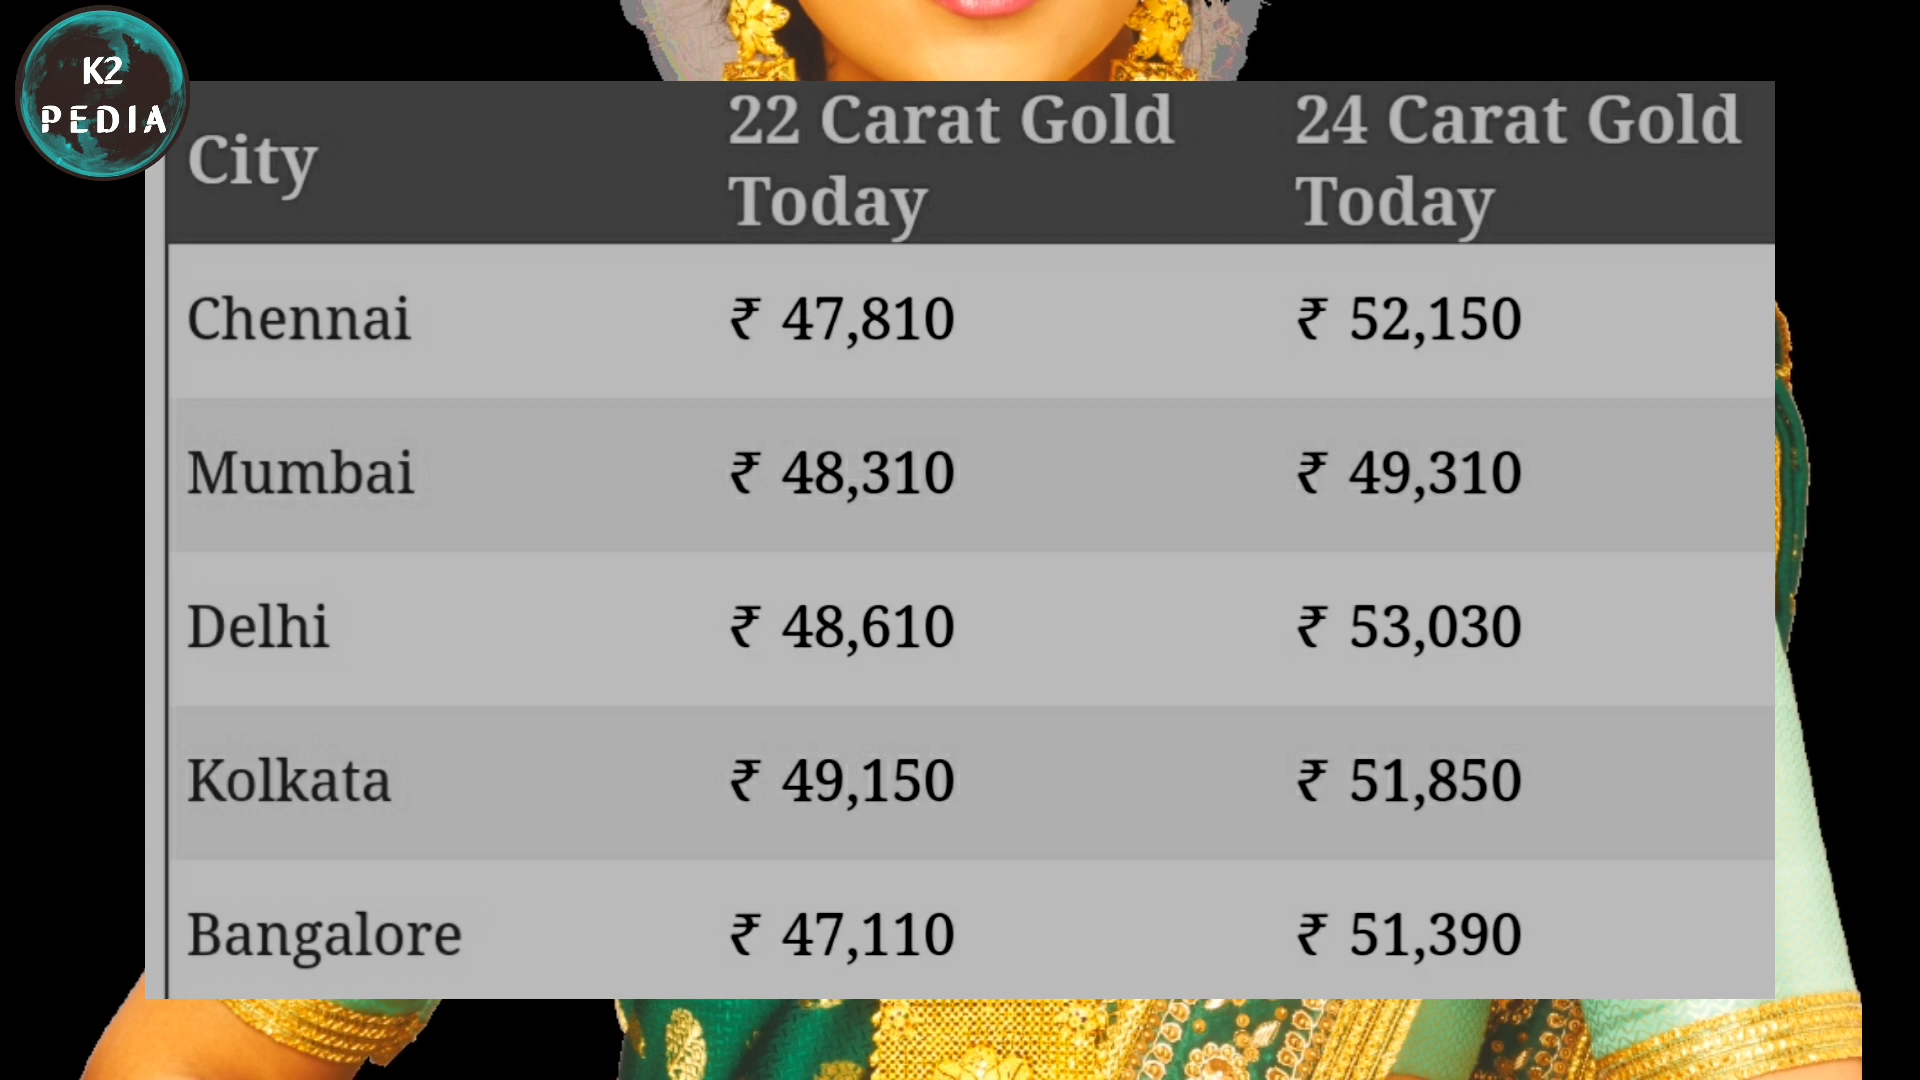 K2
PEDIA
City 22 Carat Gold Today 24 Carat Gold Today
Chennai ₹ 47,810 ₹ 52,150
Mumbai ₹ 48,310 ₹ 49,310
Delhi ₹ 48,610 ₹ 53,030
Kolkata ₹ 49,150 ₹ 51,850
Bangalore ₹ 47,110 ₹ 51,390